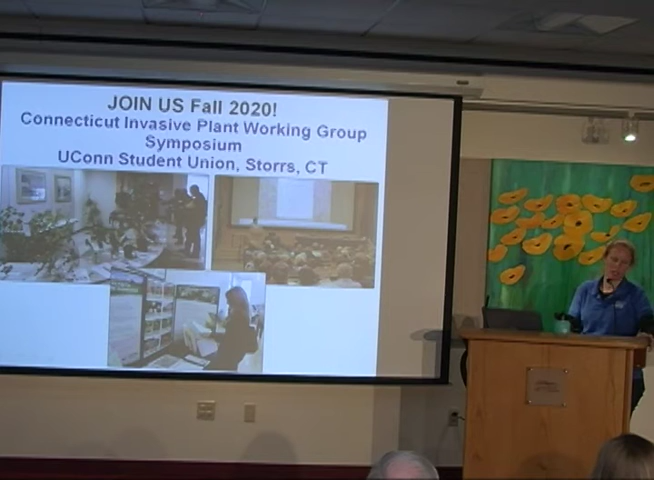 JOIN US Fall 2020!
Connecticut Invasive Plant Working Group
Symposium
UConn Student Union, Storrs, CT